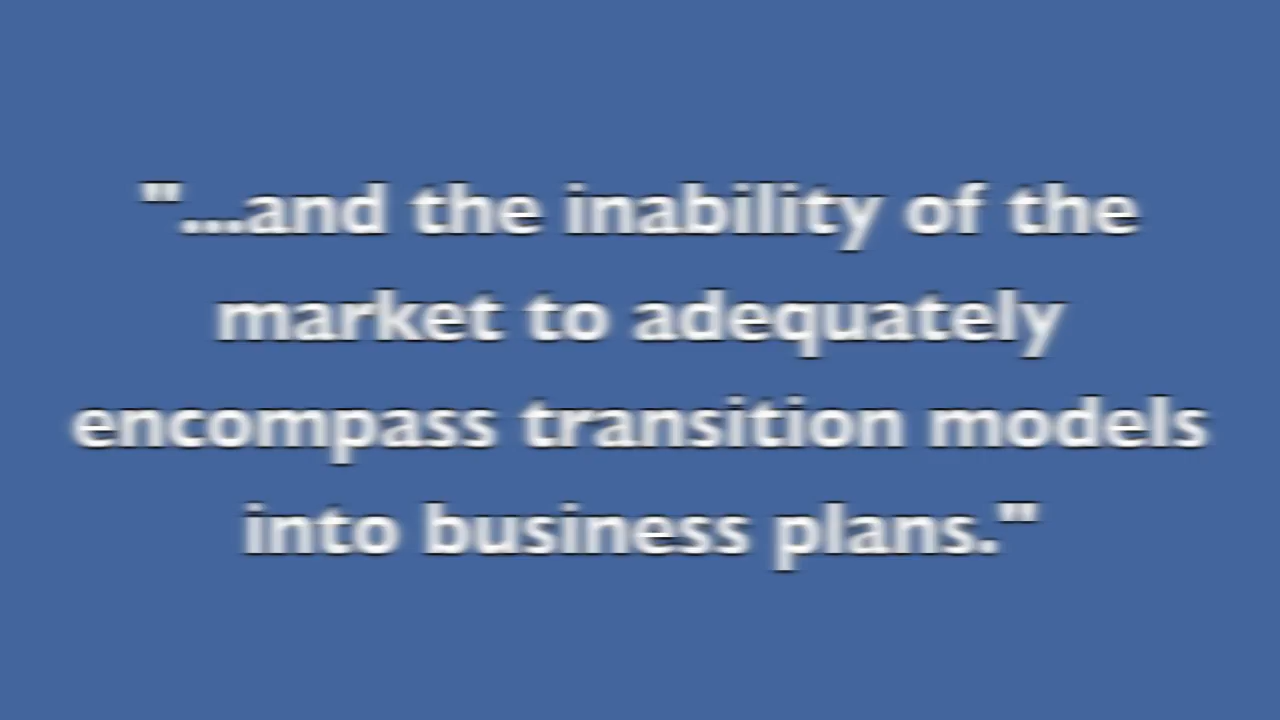 "...and the inability of the
market to adequately
encompass transition models
into business plans."